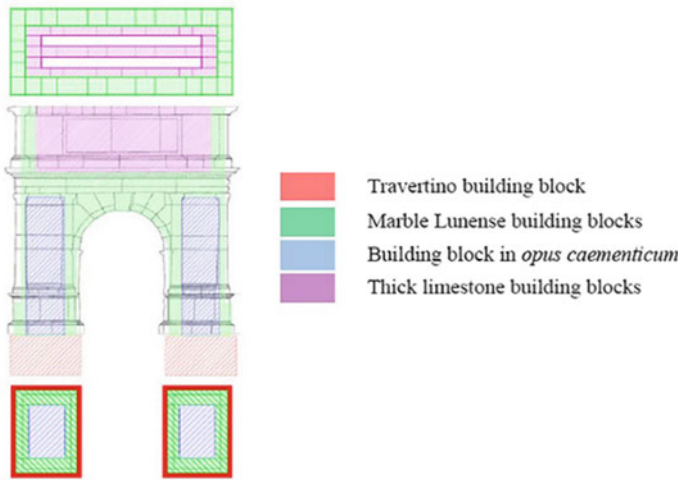 Travertino building block
Marble Lunense building blocks
Building block in opus caementicum
Thick limestone building blocks